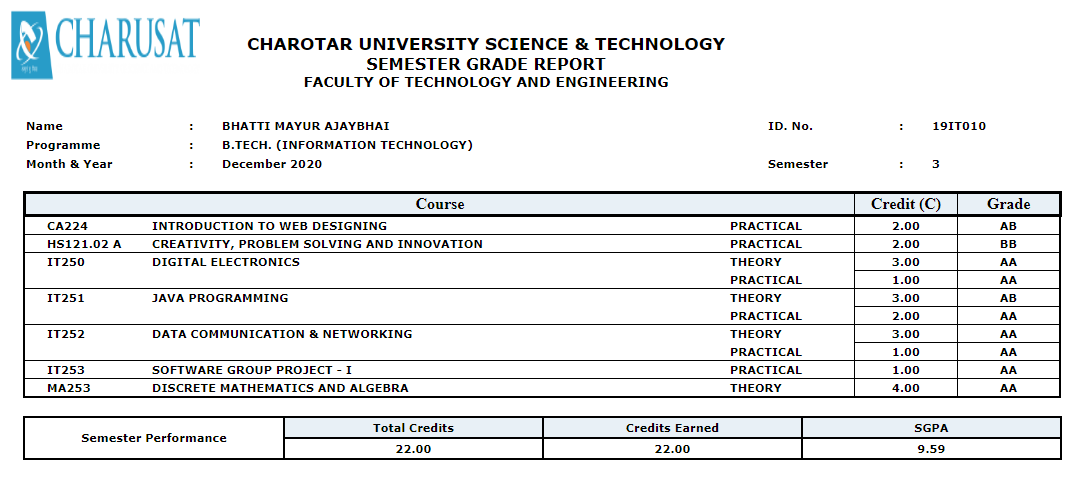 CHARUSAT
CHAROTAR UNIVERSITY SCIENCE & TECHNOLOGY
SEMESTER GRADE REPORT
FACULTY OF TECHNOLOGY AND ENGINEERING
Name : BHATTI MAYUR AJAYBHAI ID. No. : 19IT010
Programme : B.TECH. (INFORMATION TECHNOLOGY)
Month & Year : December 2020 Semester : 3
Course Credit (C) Grade
CA224 INTRODUCTION TO WEB DESIGNING PRACTICAL 2.00 AB
HS121.02 A CREATIVITY, PROBLEM SOLVING AND INNOVATION PRACTICAL 2.00 BB
IT250 DIGITAL ELECTRONICS THEORY 3.00 AA
PRACTICAL 1.00 AA
IT251 JAVA PROGRAMMING THEORY 3.00 AB
PRACTICAL 2.00 AA
IT252 DATA COMMUNICATION & NETWORKING THEORY 3.00 AA
PRACTICAL 1.00 AA
IT253 SOFTWARE GROUP PROJECT - I PRACTICAL 1.00 AA
MA253 DISCRETE MATHEMATICS AND ALGEBRA THEORY 4.00 AA
Semester Performance Total Credits Credits Earned SGPA
22.00 22.00 9.59